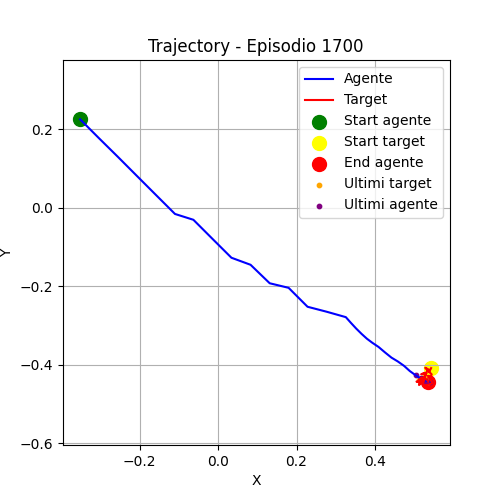 Trajectory - Episodio 1700
Agente
Target
Start agente
Start target
End agente
Ultimi target
Ultimi agente
Y
0.2
0.0
−0.2
−0.4
−0.6
−0.2
0.0
0.2
0.4
X